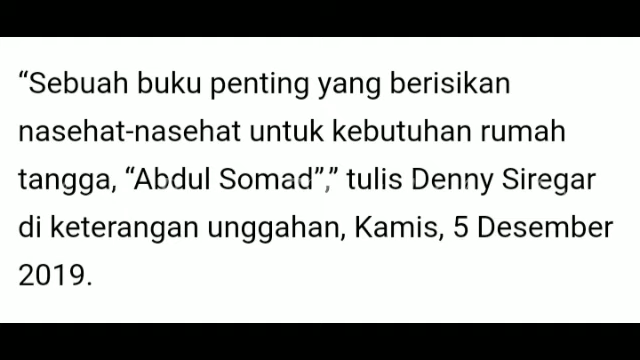 “Sebuah buku penting yang berisikan
nasehat-nasehat untuk kebutuhan rumah
tangga, “Abdul Somad”,” tulis Denny Siregar
di keterangan unggahan, Kamis, 5 Desember
2019.